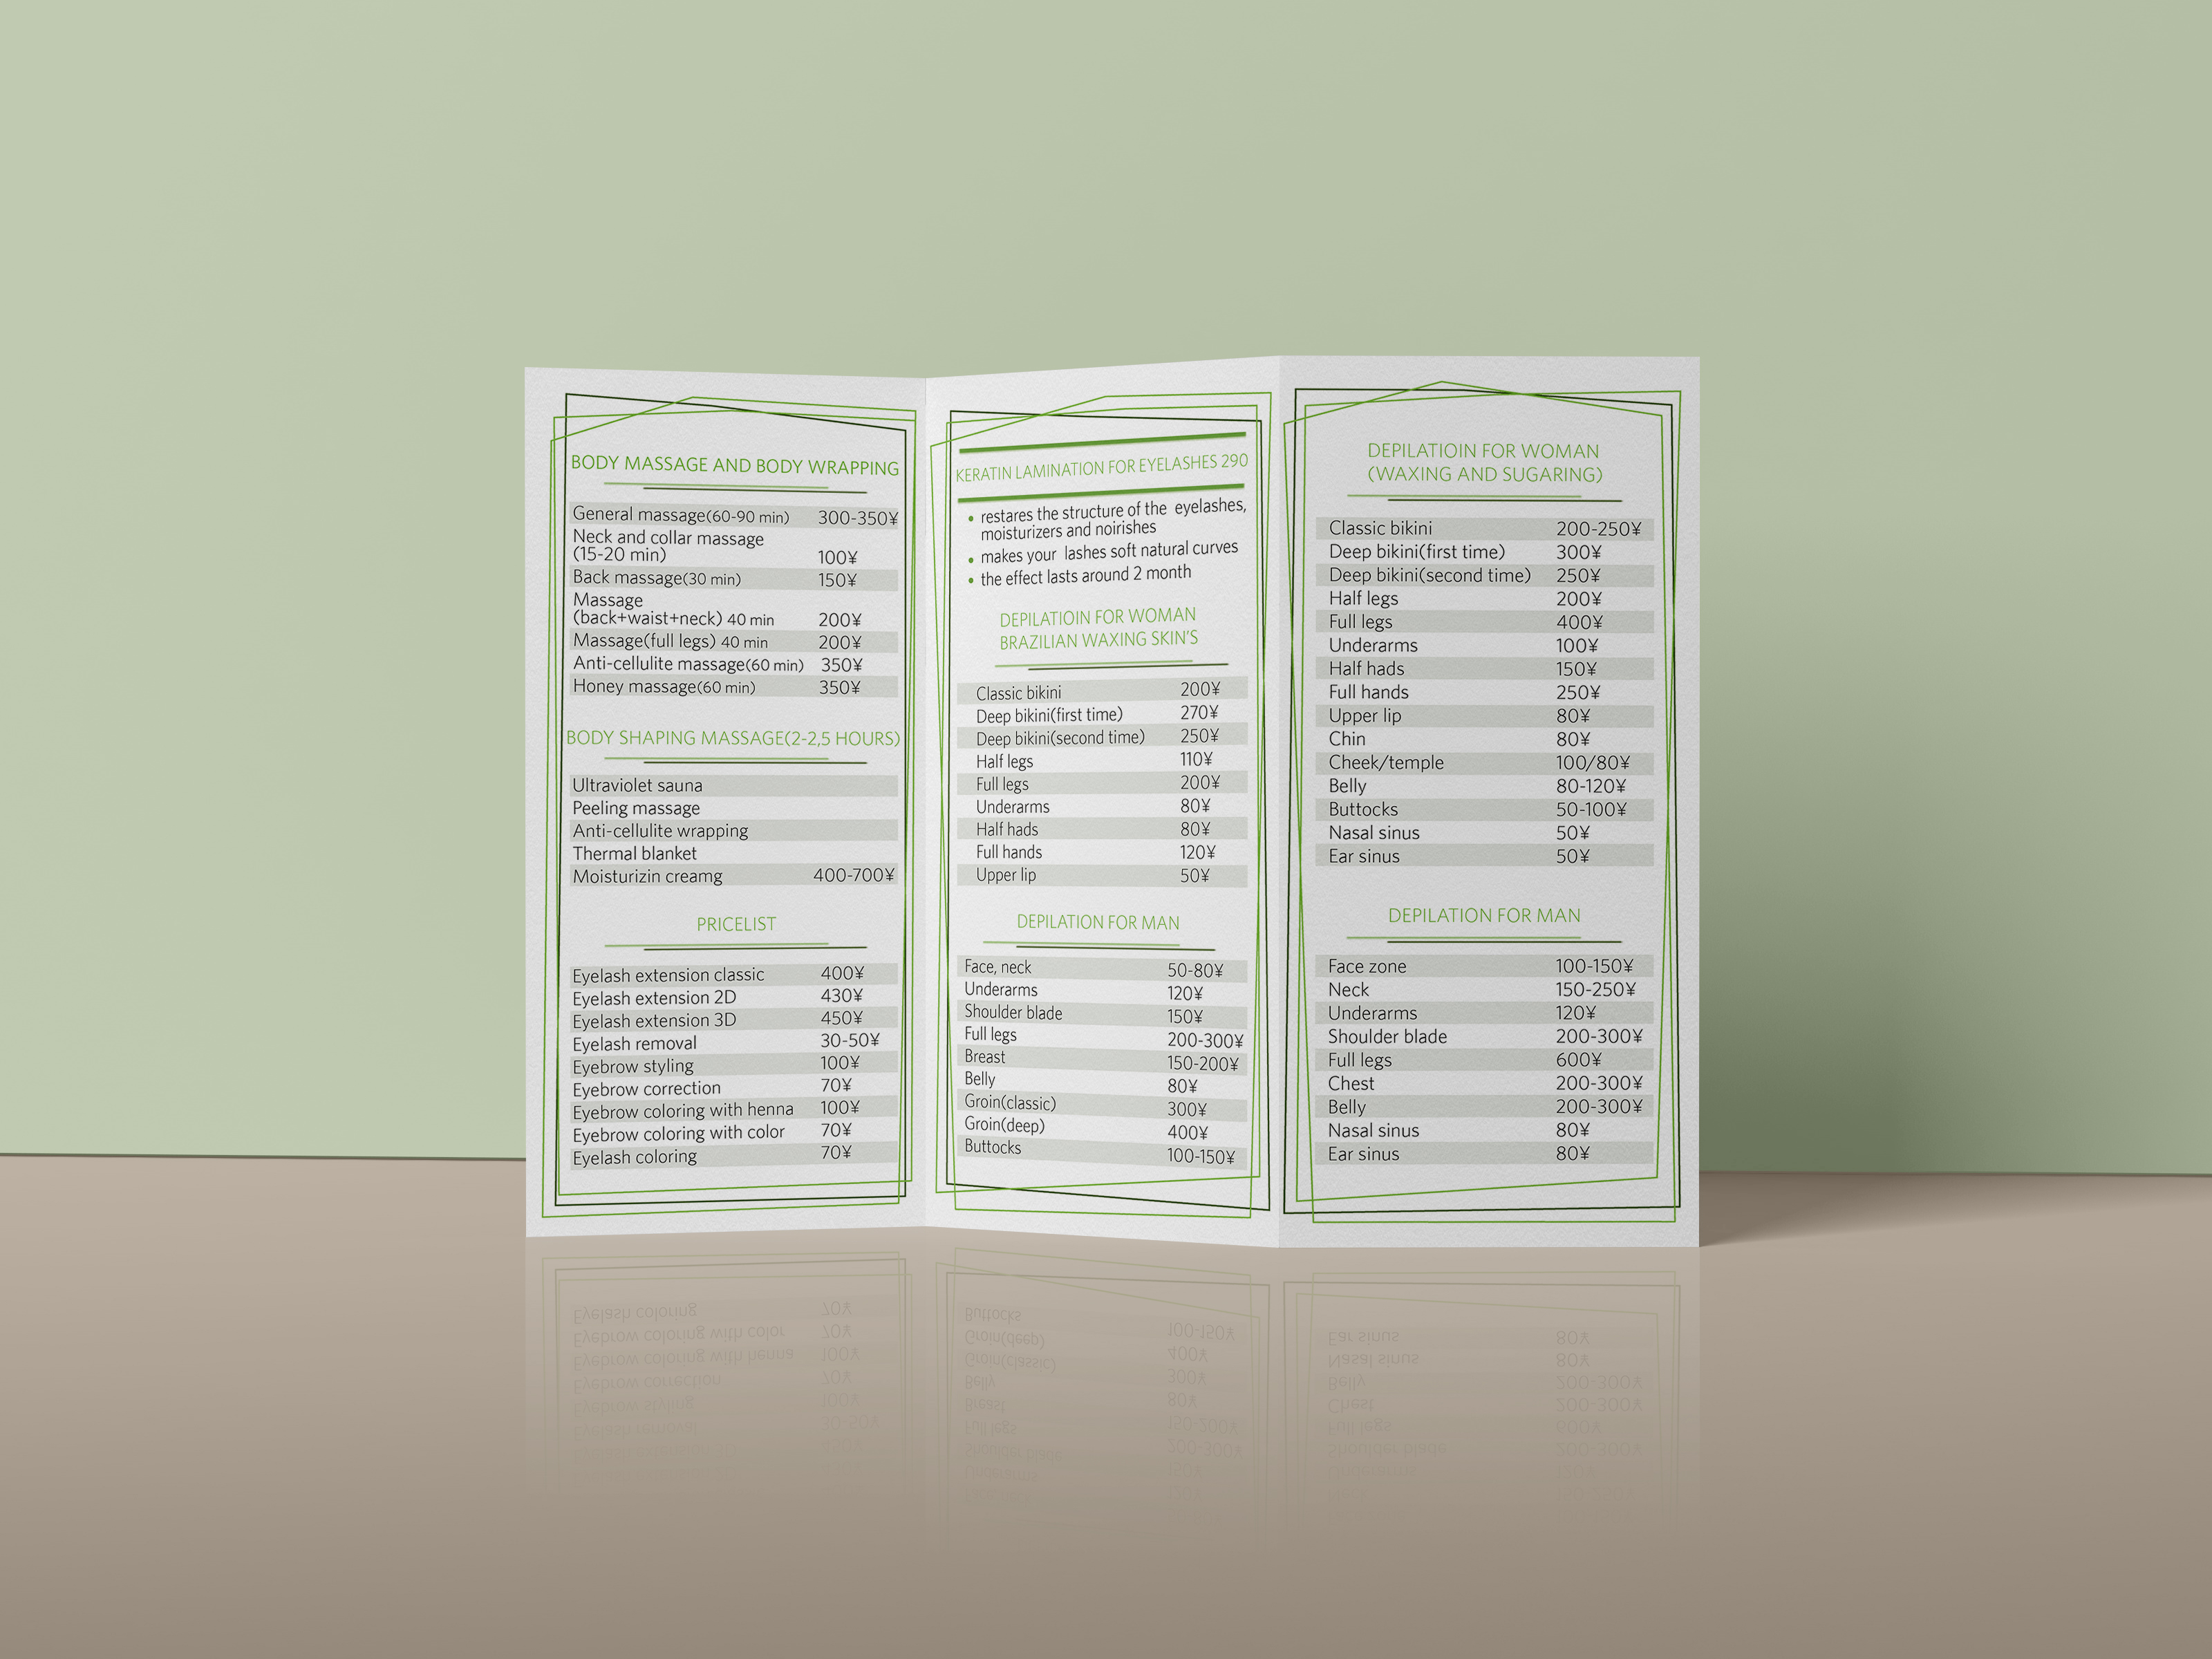 BODY MASSAGE AND BODY WRAPPING
General massage(60-90 min) 300-350¥
Neck and collar massage
(15-20 min) 100¥
Back massage(30 min) 150¥
Massage
(back+waist+neck) 40 min 200¥
Massage(full legs) 40 min 200¥
Anti-cellulite massage(60 min) 350¥
Honey massage(60 min) 350¥
BODY SHAPING MASSAGE(2-2,5 HOURS)
Ultraviolet sauna
Peeling massage
Anti-cellulite wrapping
Thermal blanket
Moisturizin creamg 400-700¥
PRICELIST
Eyelash extension classic 400¥
Eyelash extension 2D 430¥
Eyelash extension 3D 450¥
Eyelash removal 30-50¥
Eyebrow styling 100¥
Eyebrow correction 70¥
Eyebrow coloring with henna 100¥
Eyebrow coloring with color 70¥
Eyelash coloring 70¥
KERATIN LAMINATION FOR EYELASHES 290
• restares the structure of the eyelashes,
moisturizers and noirishes
• makes your lashes soft natural curves
• the effect lasts around 2 month
DEPILATIOIN FOR WOMAN
BRAZILIAN WAXING SKIN'S
Classic bikini 200¥
Deep bikini(first time) 270¥
Deep bikini(second time) 250¥
Half legs 110¥
Full legs 200¥
Underarms 80¥
Half hads 80¥
Full hands 120¥
Upper lip 50¥
DEPILATION FOR MAN
Face, neck 50-80¥
Underarms 120¥
Shoulder blade 150¥
Full legs 200-300¥
Breast 150-200¥
Belly 80¥
Groin(classic) 300¥
Groin(deep) 400¥
Buttocks 100-150¥
DEPILATIOIN FOR WOMAN
(WAXING AND SUGARING)
Classic bikini 200-250¥
Deep bikini(first time) 300¥
Deep bikini(second time) 250¥
Half legs 200¥
Full legs 400¥
Underarms 100¥
Half hads 150¥
Full hands 250¥
Upper lip 80¥
Chin 80¥
Cheek/temple 100/80¥
Belly 80-120¥
Buttocks 50-100¥
Nasal sinus 50¥
Ear sinus 50¥
DEPILATION FOR MAN
Face zone 100-150¥
Neck 150-250¥
Underarms 120¥
Shoulder blade 200-300¥
Full legs 600¥
Chest 200-300¥
Belly 200-300¥
Nasal sinus 80¥
Ear sinus 80¥